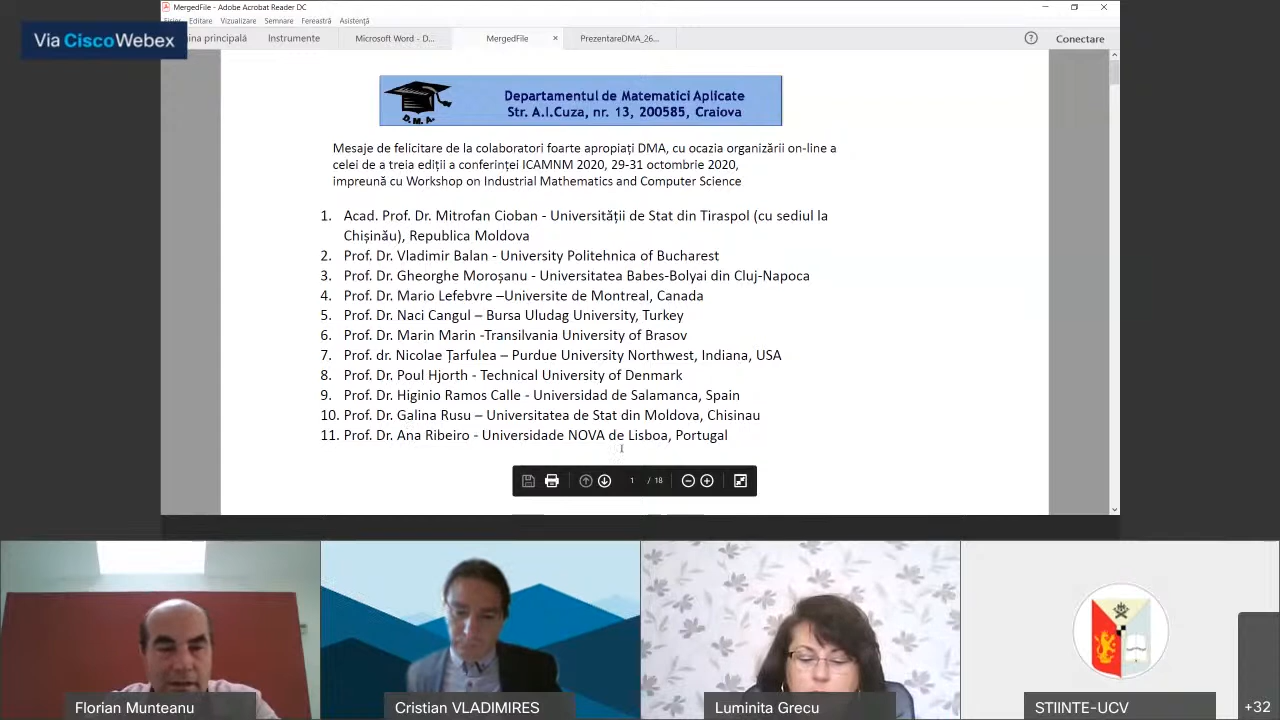 MergedFile - Adobe Acrobat Reader DC
Fișier Editare Vizualizare Semnare Fereastră Asistență
Via CiscoWebex
ina principală Instrumente Microsoft Word - D... MergedFile × PrezentareDMA_26... Conectare
Departamentul de Matematici Aplicate
Str. A.I.Cuza, nr. 13, 200585, Craiova
D.M.A.
Mesaje de felicitare de la colaboratori foarte apropiați DMA, cu ocazia organizării on-line a
celei de a treia ediții a conferinței ICAMNM 2020, 29-31 octombrie 2020,
impreună cu Workshop on Industrial Mathematics and Computer Science
1. Acad. Prof. Dr. Mitrofan Cioban - Universității de Stat din Tiraspol (cu sediul la
Chișinău), Republica Moldova
2. Prof. Dr. Vladimir Balan - University Politehnica of Bucharest
3. Prof. Dr. Gheorghe Moroșanu - Universitatea Babes-Bolyai din Cluj-Napoca
4. Prof. Dr. Mario Lefebvre –Universite de Montreal, Canada
5. Prof. Dr. Naci Cangul – Bursa Uludag University, Turkey
6. Prof. Dr. Marin Marin -Transilvania University of Brasov
7. Prof. dr. Nicolae Țarfulea – Purdue University Northwest, Indiana, USA
8. Prof. Dr. Poul Hjorth - Technical University of Denmark
9. Prof. Dr. Higinio Ramos Calle - Universidad de Salamanca, Spain
10. Prof. Dr. Galina Rusu – Universitatea de Stat din Moldova, Chisinau
11. Prof. Dr. Ana Ribeiro - Universidade NOVA de Lisboa, Portugal
1 / 18
Florian Munteanu
Cristian VLADIMIRES
Luminita Grecu
STIINTE-UCV
+32